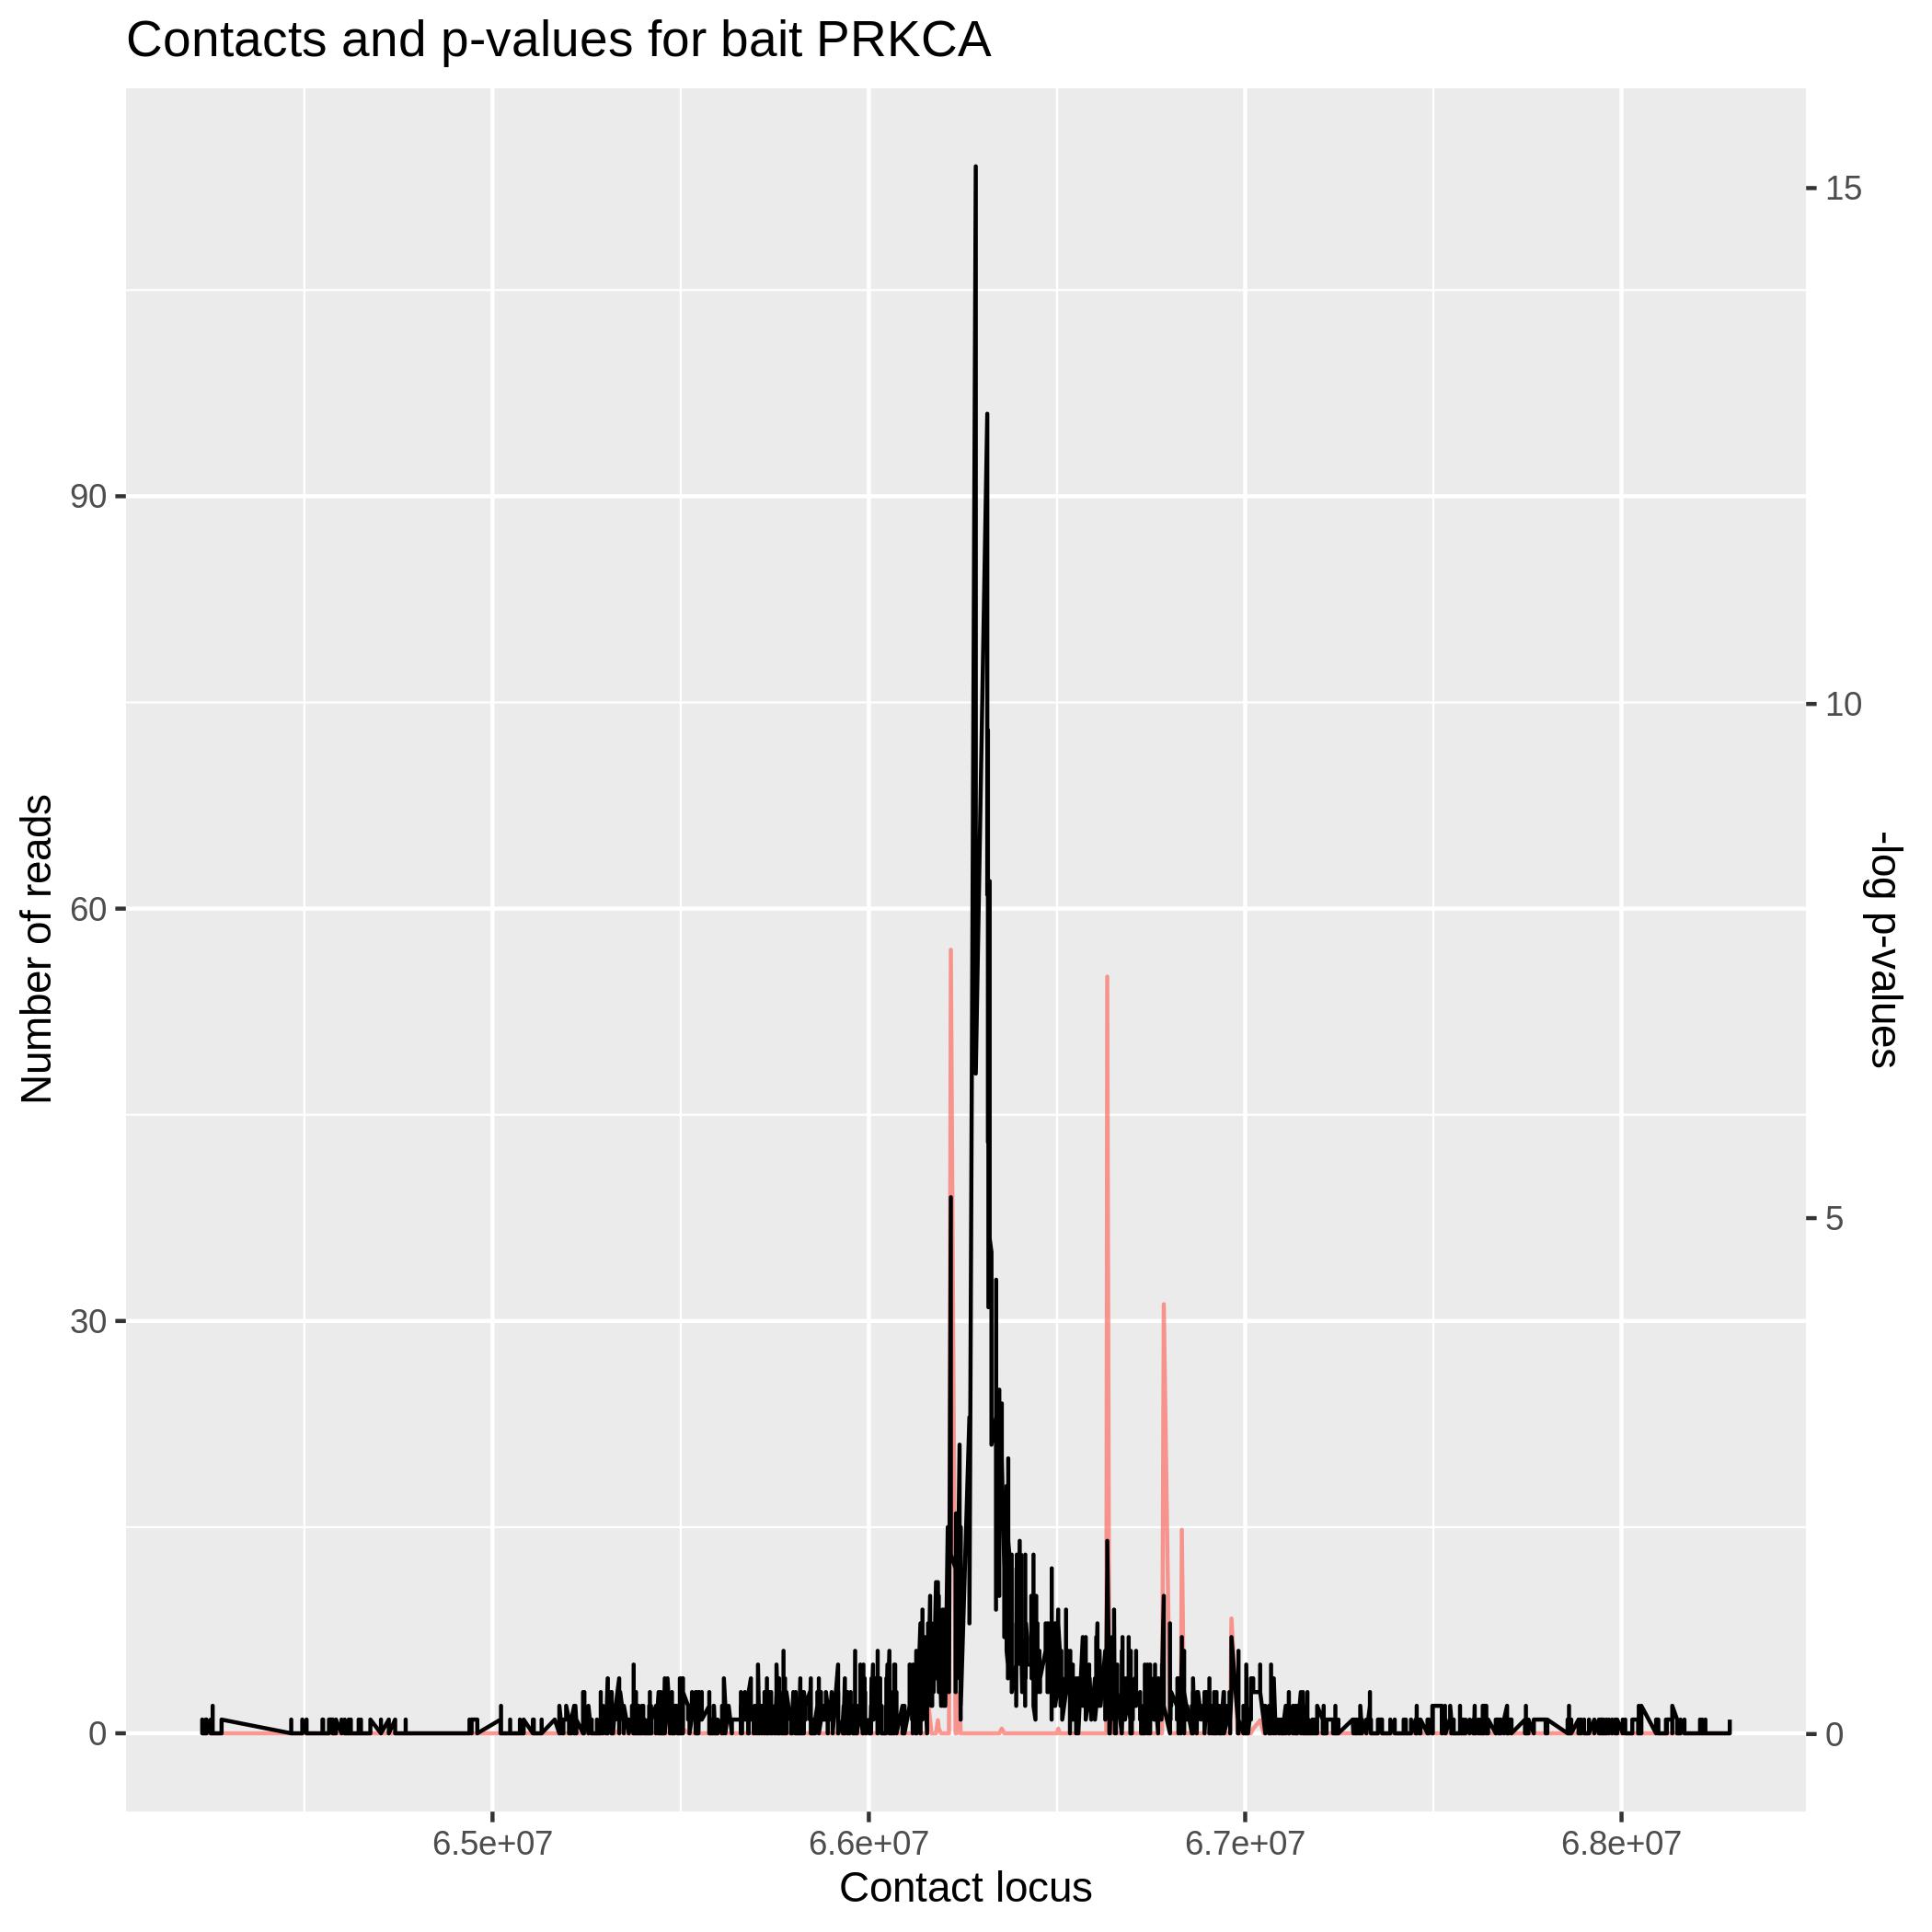 Contacts and p-values for bait PRKCA
15
90
10
60
5
30
0
0
Number of reads
-log p-values
6.5e+07 6.6e+07 6.7e+07 6.8e+07
Contact locus